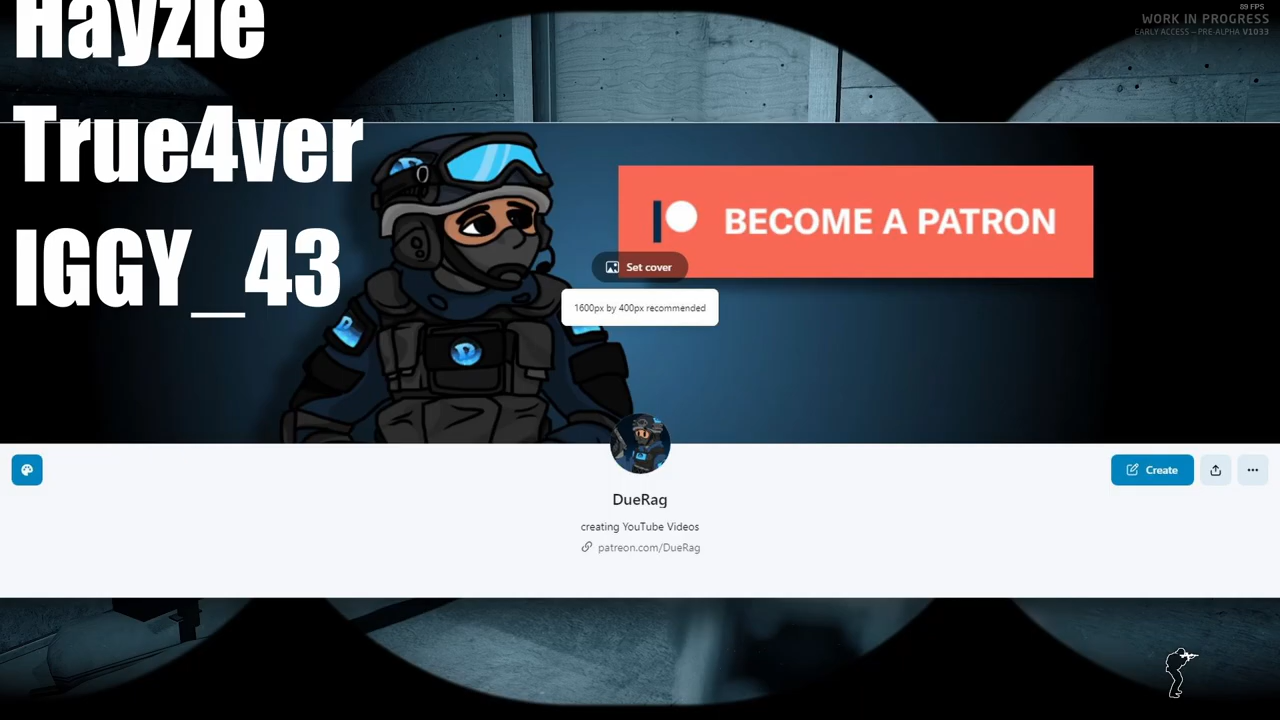 Hayzie
True4ver
IGGY_43
89 FPS
WORK IN PROGRESS
EARLY ACCESS - PRE-ALPHA V1033
BECOME A PATRON
Set cover
1600px by 400px recommended
Create
DueRag
creating YouTube Videos
patreon.com/DueRag